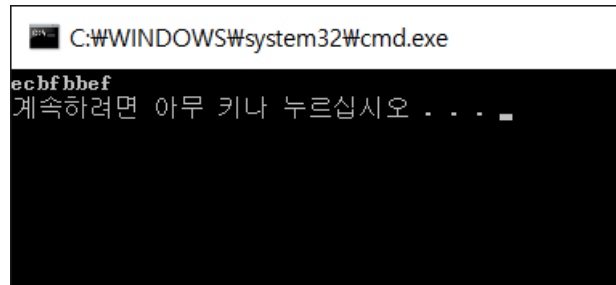 C:₩WINDOWS₩system32₩cmd.exe
ecbfbbef
계속하려면 아무 키나 누르십시오 . . .